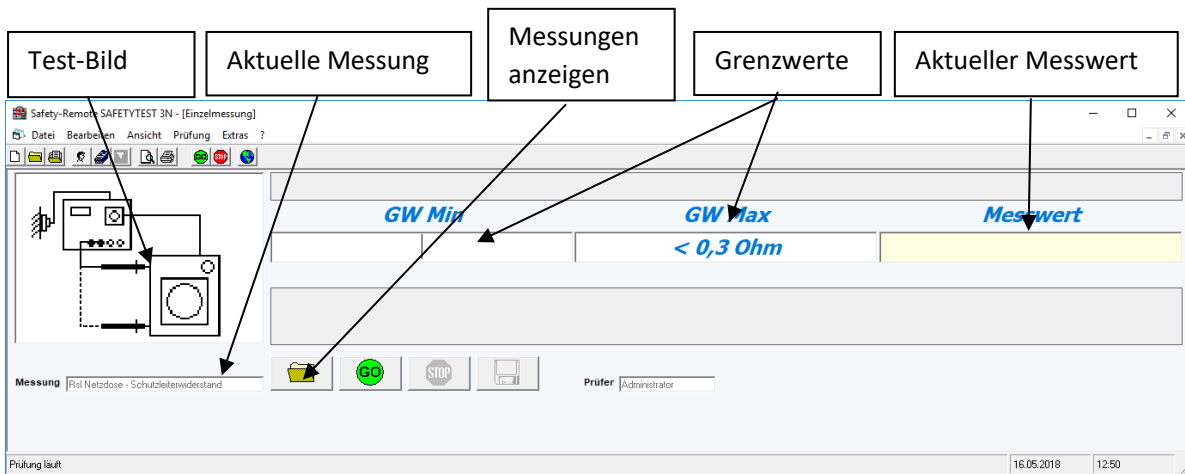 Test-Bild
Aktuelle Messung
Messungen
anzeigen
Grenzwerte
Aktueller Messwert
Safety-Remote SAFETYTEST 3N - [Einzelmessung]
Datei Bearbeiten Ansicht Prüfung Extras ?
GO STOP
GW Min GW Max Messwert
< 0,3 Ohm
GO STOP
Messung Rsl Netzdose - Schutzleiterwiderstand Prüfer Administrator
Prüfung läuft 16.05.2018 12:50